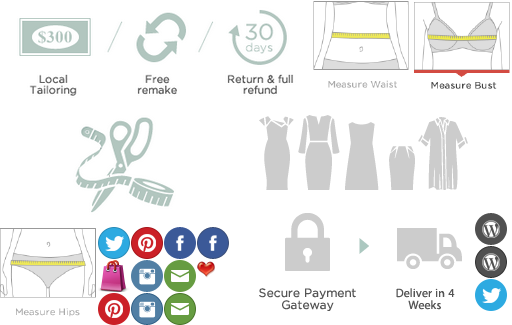 $300
30
days
Local
Tailoring
Free
remake
Return & full
refund
Measure Waist
Measure Bust
Measure Hips
Secure Payment
Gateway
Deliver in 4
Weeks